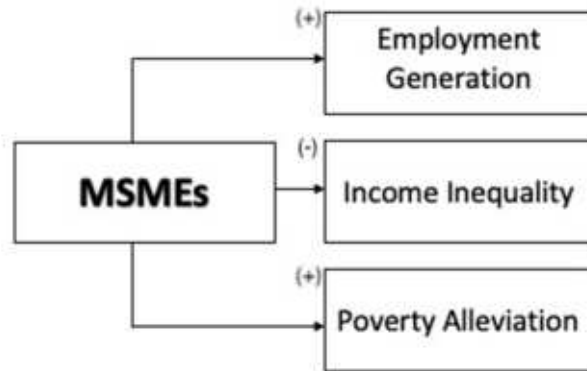 (+)
Employment
Generation
(-)
MSMEs
Income Inequality
(+)
Poverty Alleviation